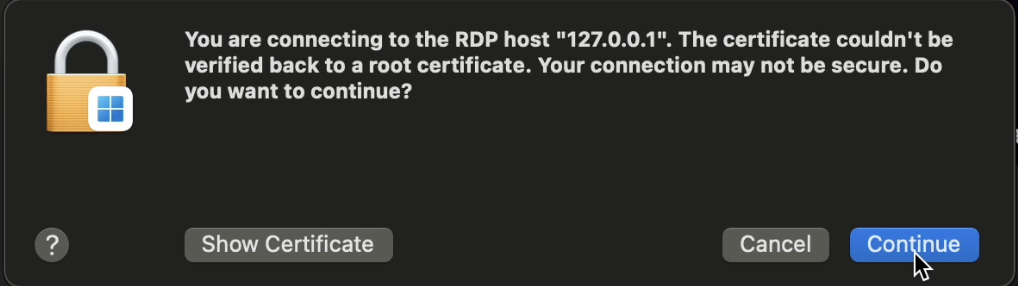 You are connecting to the RDP host "127.0.0.1". The certificate couldn't be
verified back to a root certificate. Your connection may not be secure. Do
you want to continue?
? Show Certificate Cancel Continue